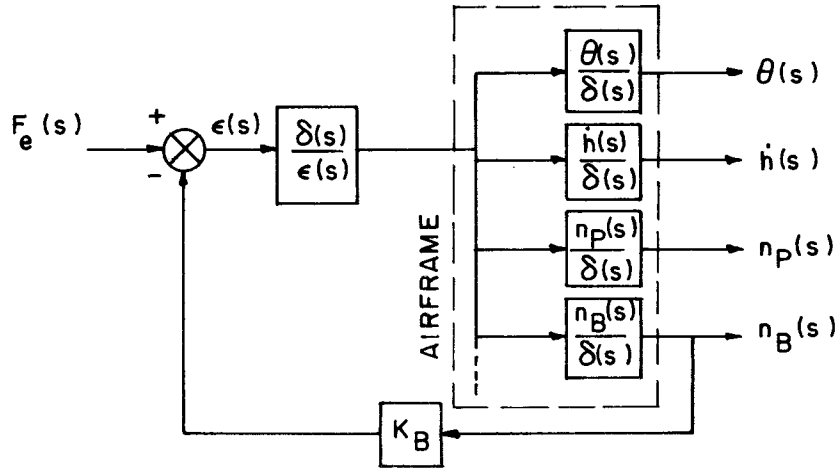 F_e(s)
+
-
ϵ(s)
δ(s)
ϵ(s)
AIRFRAME
θ(s)
δ(s)
θ(s)
ḣ(s)
δ(s)
ḣ(s)
n_P(s)
δ(s)
n_P(s)
n_B(s)
δ(s)
n_B(s)
K_B